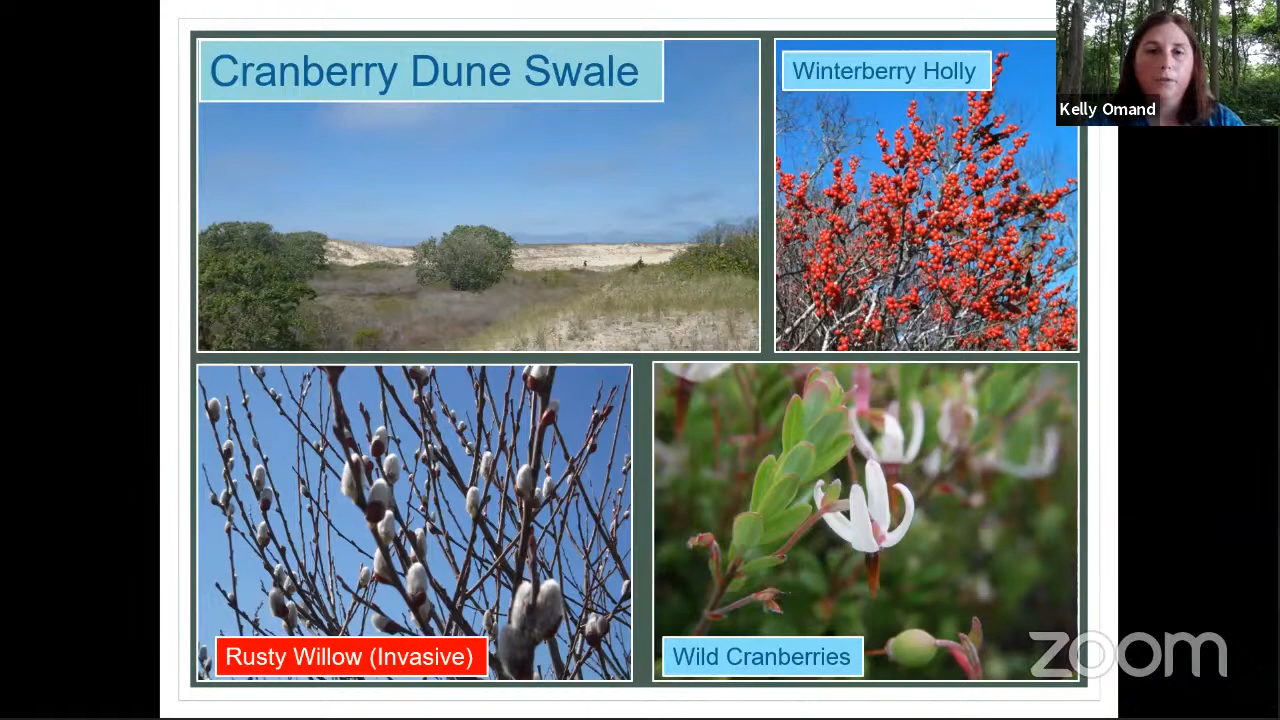 Cranberry Dune Swale
Winterberry Holly
Kelly Omand
Rusty Willow (Invasive)
Wild Cranberries
zoom